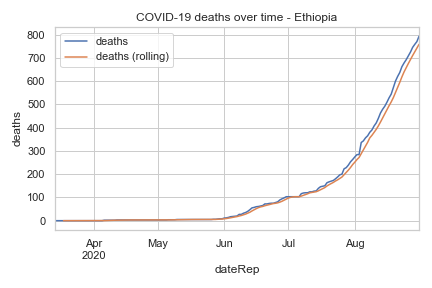 COVID-19 deaths over time - Ethiopia
deaths
deaths (rolling)
800
700
600
500
400
300
200
100
0
deaths
Apr
2020
May
Jun
Jul
Aug
dateRep